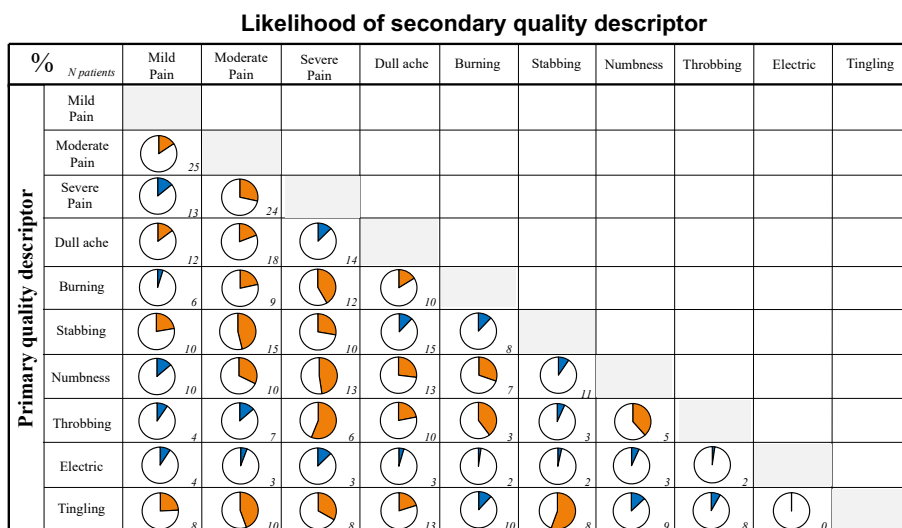 Likelihood of secondary quality descriptor
% N patients Mild Pain Moderate Pain Severe Pain Dull ache Burning Stabbing Numbness Throbbing Electric Tingling
Primary quality descriptor
Mild Pain
Moderate Pain 25
Severe Pain 13 24
Dull ache 12 18 14
Burning 6 9 12 10
Stabbing 10 15 10 15 8
Numbness 10 10 13 13 7 11
Throbbing 4 7 6 10 3 3 5
Electric 4 3 3 3 2 2 3 2
Tingling 8 10 8 13 10 8 9 8 0